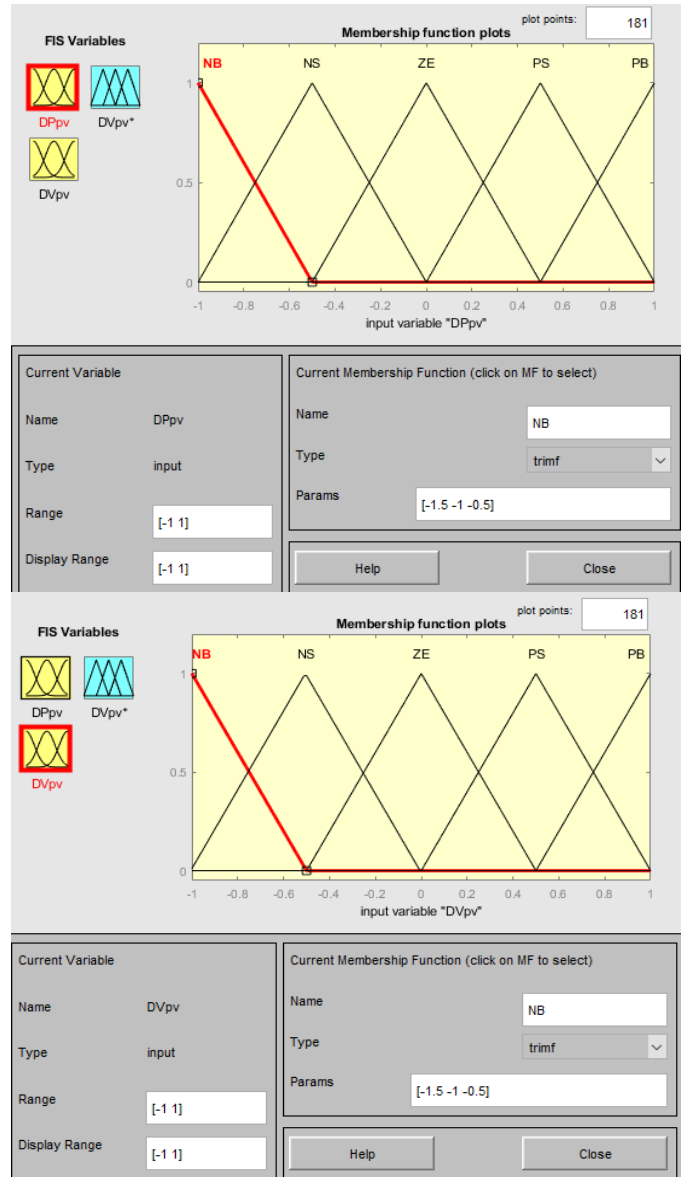 plot points: 181
FIS Variables
Membership function plots
NB NS ZE PS PB
DPpv DVpv*
DVpv
1
0.5
0
-1 -0.8 -0.6 -0.4 -0.2 0 0.2 0.4 0.6 0.8 1
input variable "DPpv"
Current Variable
Name DPpv
Type input
Range [-1 1]
Display Range [-1 1]
Current Membership Function (click on MF to select)
Name NB
Type trimf
Params [-1.5 -1 -0.5]
Help Close
plot points: 181
FIS Variables
Membership function plots
NB NS ZE PS PB
DPpv DVpv*
DVpv
1
0.5
0
-1 -0.8 -0.6 -0.4 -0.2 0 0.2 0.4 0.6 0.8 1
input variable "DVpv"
Current Variable
Name DVpv
Type input
Range [-1 1]
Display Range [-1 1]
Current Membership Function (click on MF to select)
Name NB
Type trimf
Params [-1.5 -1 -0.5]
Help Close